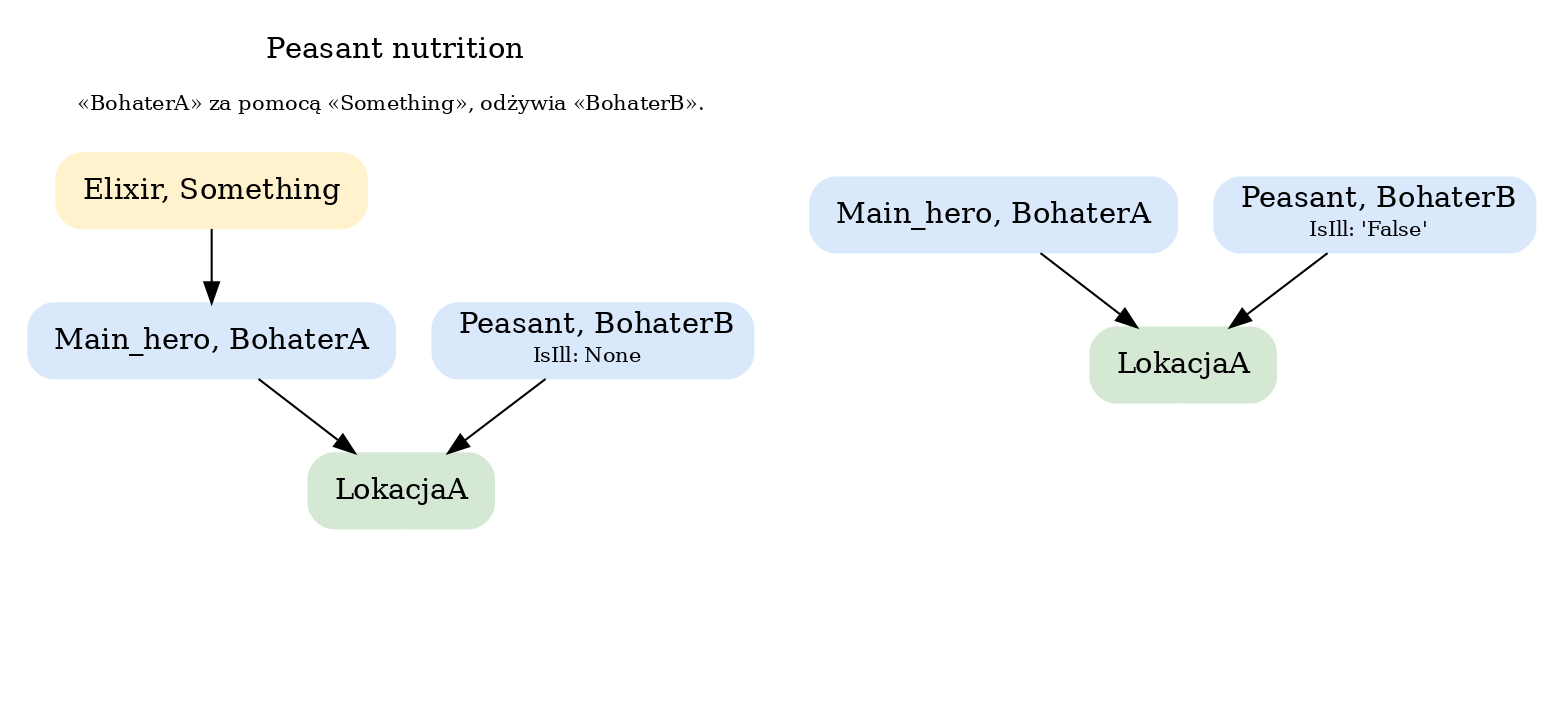 Peasant nutrition
«BohaterA» za pomocą «Something», odżywia «BohaterB».
Elixir, Something
Main_hero, BohaterA
Peasant, BohaterB
IsIll: None
LokacjaA
Main_hero, BohaterA
Peasant, BohaterB
IsIll: 'False'
LokacjaA